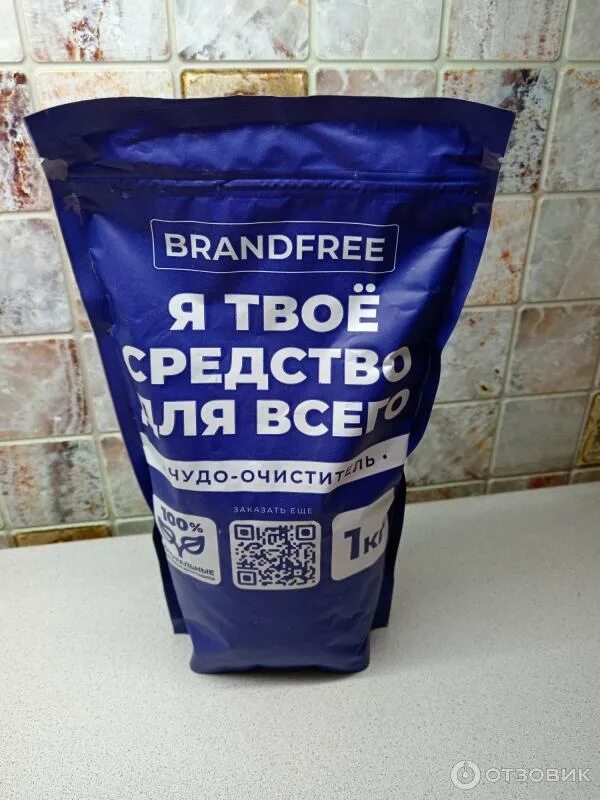 BRANDFREE
Я ТВОЁ
СРЕДСТВО
ДЛЯ ВСЕГО
ЧУДО-ОЧИСТИТЕЛЬ •
ЗАКАЗАТЬ ЕЩЕ
100%
1кг
ОТЗОВИК